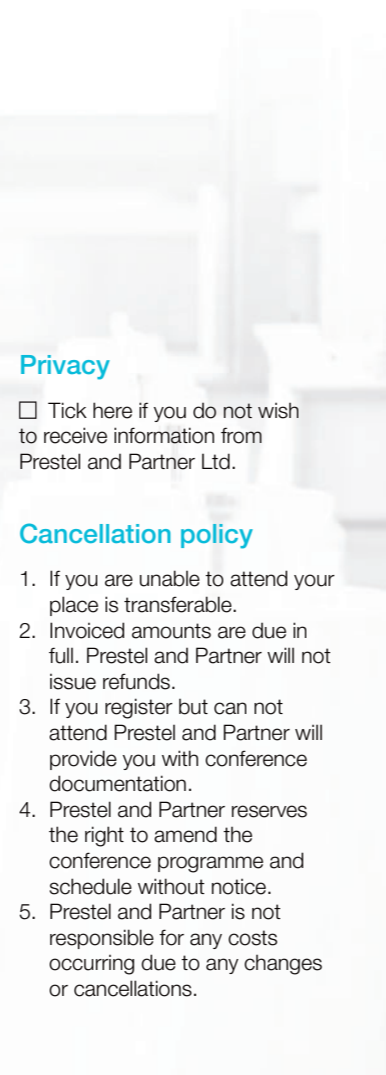 Privacy
☐ Tick here if you do not wish
to receive information from
Prestel and Partner Ltd.
Cancellation policy
1. If you are unable to attend your
place is transferable.
2. Invoiced amounts are due in
full. Prestel and Partner will not
issue refunds.
3. If you register but can not
attend Prestel and Partner will
provide you with conference
documentation.
4. Prestel and Partner reserves
the right to amend the
conference programme and
schedule without notice.
5. Prestel and Partner is not
responsible for any costs
occurring due to any changes
or cancellations.